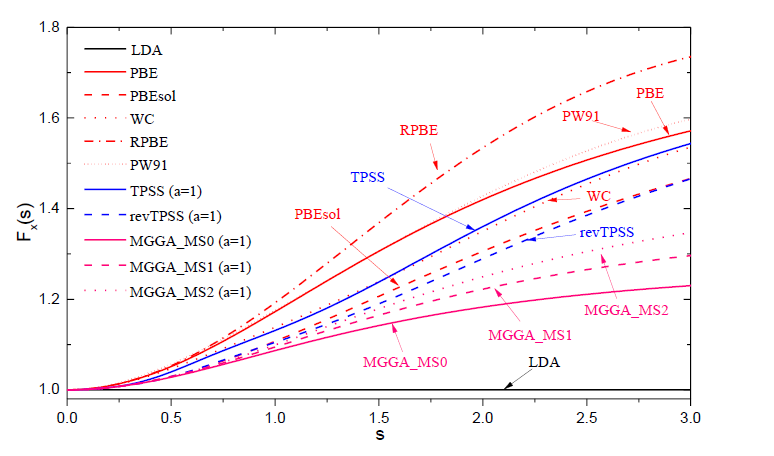 1.8
1.6
1.4
1.2
1.0
Fx(s)
LDA
PBE
PBEsol
WC
RPBE
PW91
TPSS (a=1)
revTPSS (a=1)
MGGA_MS0 (a=1)
MGGA_MS1 (a=1)
MGGA_MS2 (a=1)
PBE
PW91
RPBE
TPSS
WC
PBEsol
revTPSS
MGGA_MS2
MGGA_MS1
MGGA_MS0
LDA
0.0 0.5 1.0 1.5 2.0 2.5 3.0
s